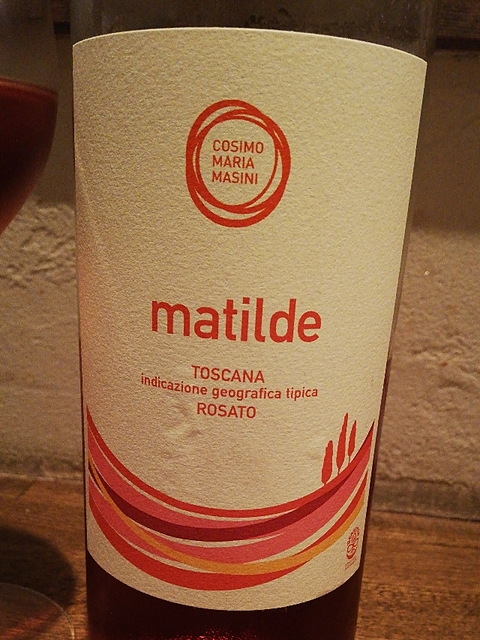 COSIMO
MARIA
MASINI
matilde
TOSCANA
indicazione geografica tipica
ROSATO